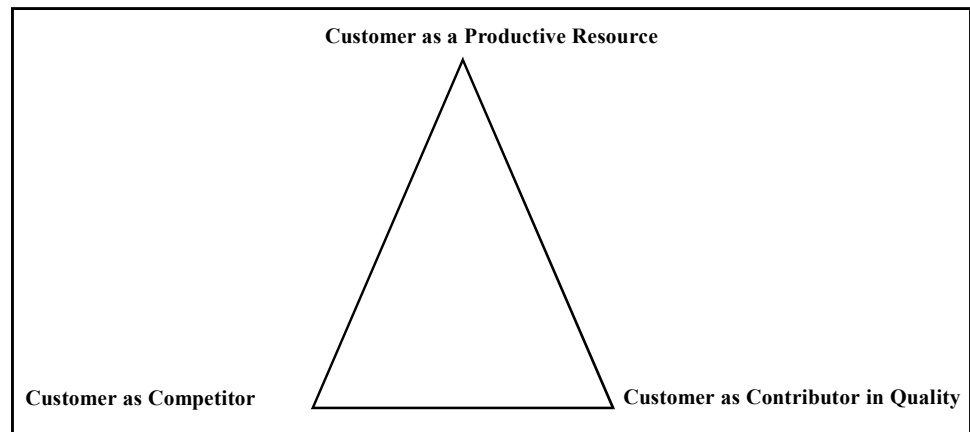 Customer as a Productive Resource
Customer as Competitor
Customer as Contributor in Quality